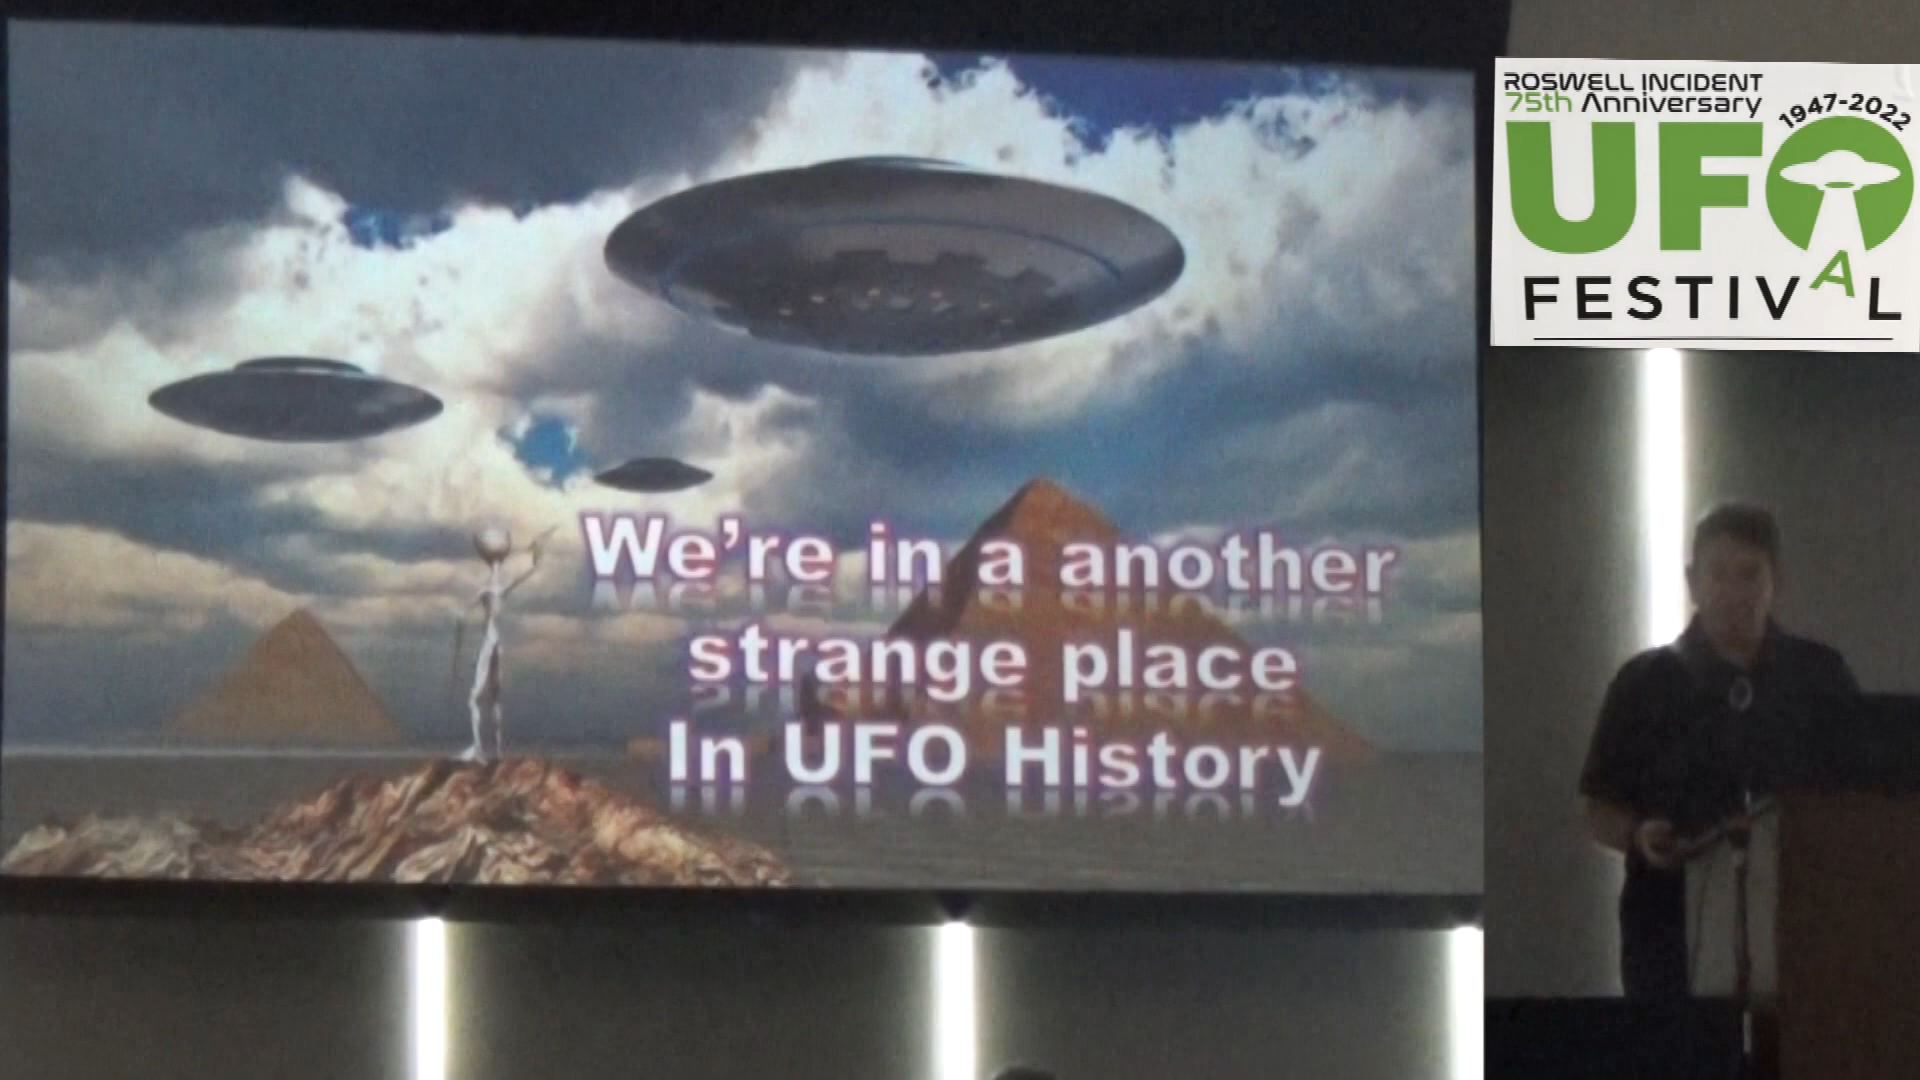 We're in a another
strange place
In UFO History
ROSWELL INCIDENT
75th Anniversary
1947-2022
UFO
FESTIVAL